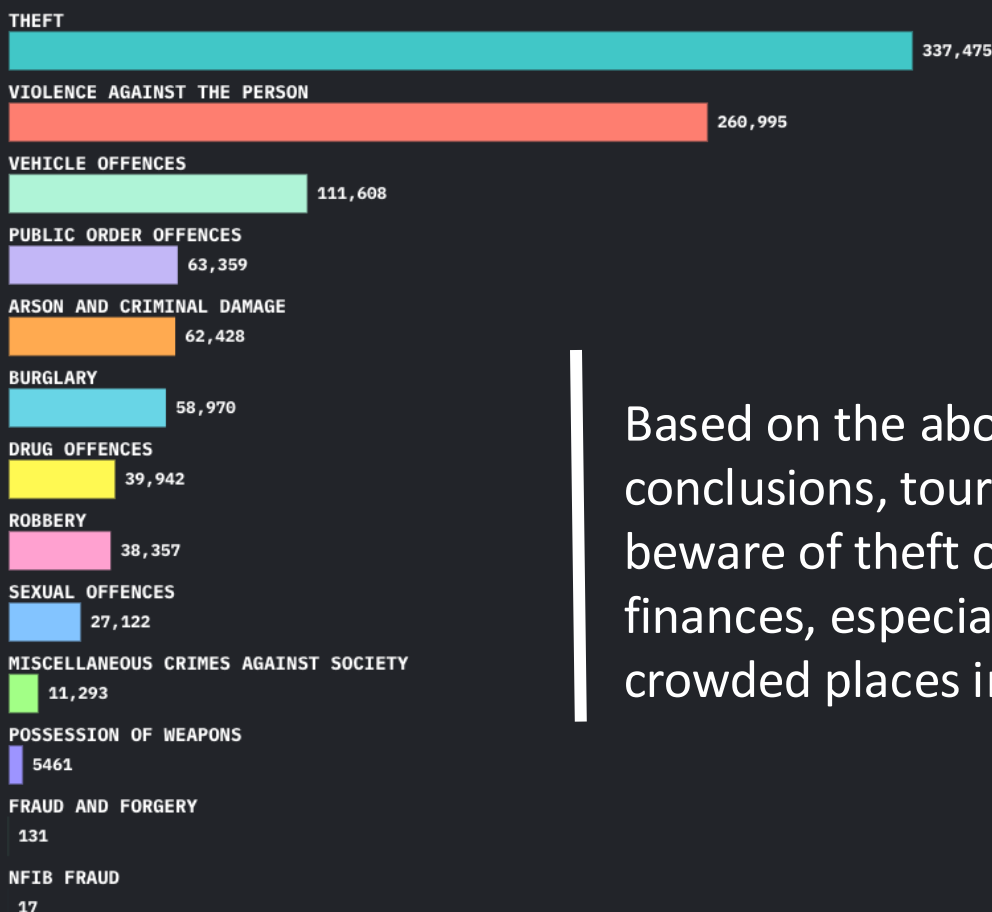 THEFT
337,475
VIOLENCE AGAINST THE PERSON
260,995
VEHICLE OFFENCES
111,608
PUBLIC ORDER OFFENCES
63,359
ARSON AND CRIMINAL DAMAGE
62,428
BURGLARY
58,970
DRUG OFFENCES
39,942
ROBBERY
38,357
SEXUAL OFFENCES
27,122
MISCELLANEOUS CRIMES AGAINST SOCIETY
11,293
POSSESSION OF WEAPONS
5461
FRAUD AND FORGERY
131
NFIB FRAUD
17
Based on the
conclusions,
beware of theft
finances,
crowded places